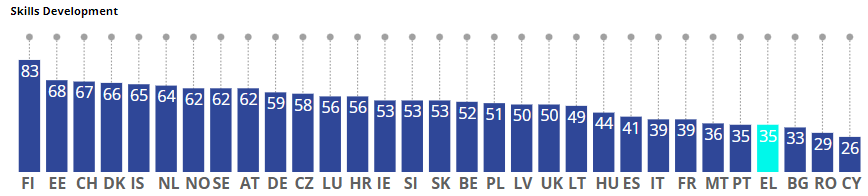 Skills Development
83 68 67 66 65 64 62 62 62 59 58 56 56 53 53 53 52 51 50 50 49 44 41 39 39 36 35 35 33 29 26
FI EE CH DK IS NL NO SE AT DE CZ LU HR IE SI SK BE PL LV UK LT HU ES IT FR MT PT EL BG RO CY